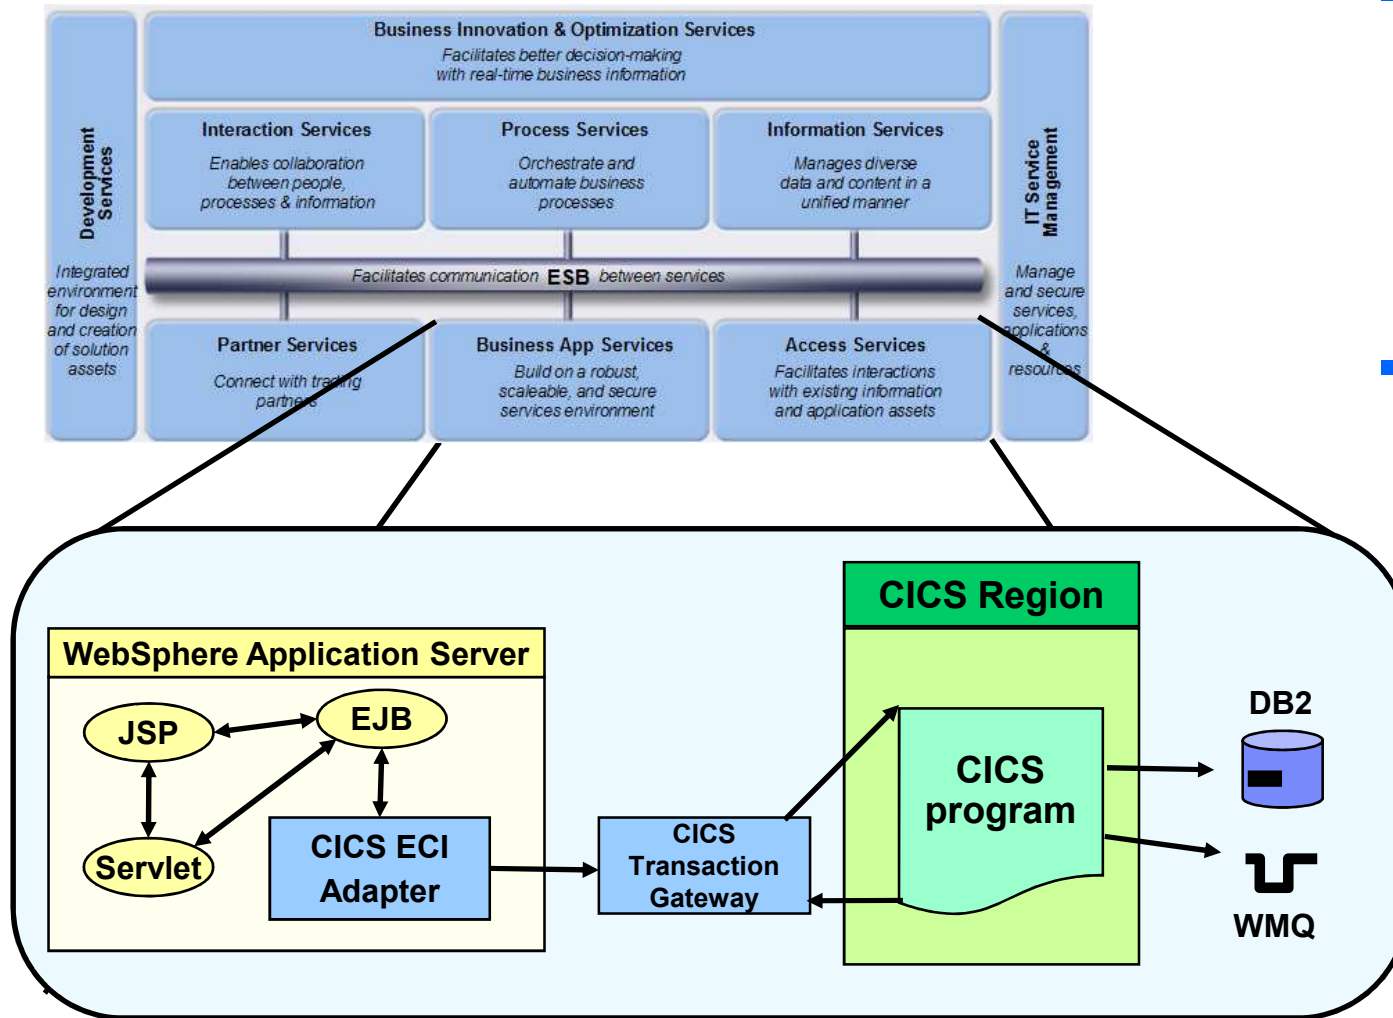 Business Innovation & Optimization Services
Facilitates better decision-making
with real-time business information
Development
Services
Integrated
environment
for design
and creation
of solution
assets
Interaction Services
Enables collaboration
between people,
processes & information
Process Services
Orchestrate and
automate business
processes
Information Services
Manages diverse
data and content in a
unified manner
IT Service
Management
Manage
and secure
services,
applications
&
resources
Facilitates communication ESB between services
Partner Services
Connect with trading
partners
Business App Services
Build on a robust,
scaleable, and secure
services environment
Access Services
Facilitates interactions
with existing information
and application assets
WebSphere Application Server
JSP
EJB
Servlet
CICS ECI
Adapter
CICS
Transaction
Gateway
CICS Region
CICS
program
DB2
WMQ